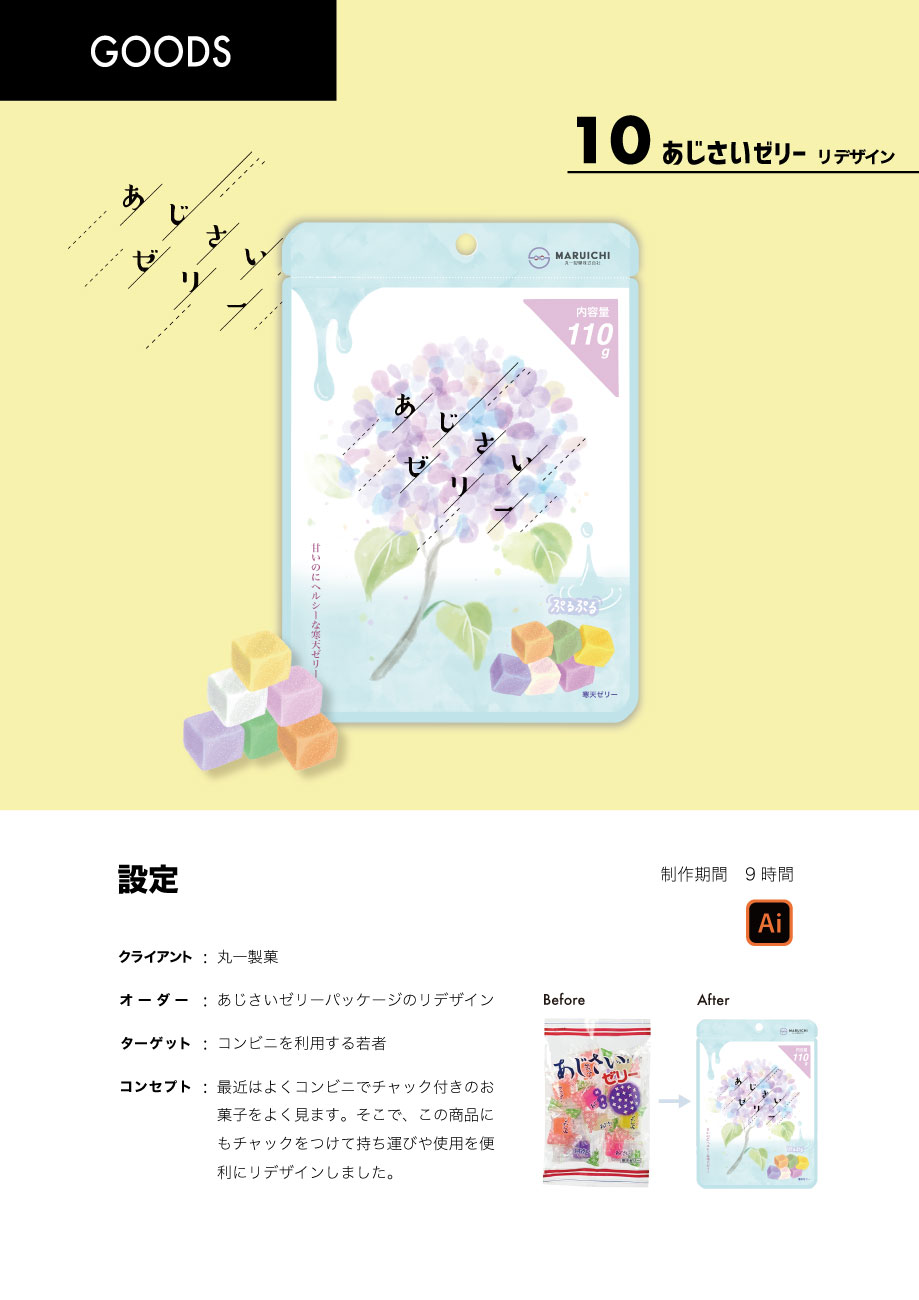 GOODS
10 あじさいゼリー リデザイン
あじさい
ゼリー
MARUICHI
丸一製菓株式会社
内容量
110
g
あじさい
ゼリー
甘いのにヘルシーな寒天ゼリー
ぷるぷる
寒天ゼリー
設定
制作期間 9時間
Ai
クライアント : 丸一製菓
オーダー : あじさいゼリーパッケージのリデザイン
ターゲット : コンビニを利用する若者
コンセプト : 最近はよくコンビニでチャック付きのお
菓子をよく見ます。そこで、この商品に
もチャックをつけて持ち運びや使用を便
利にリデザインしました。
Before
After
あじさい
ゼリー
MARUICHI
内容量
110
g
あじさい
ゼリー